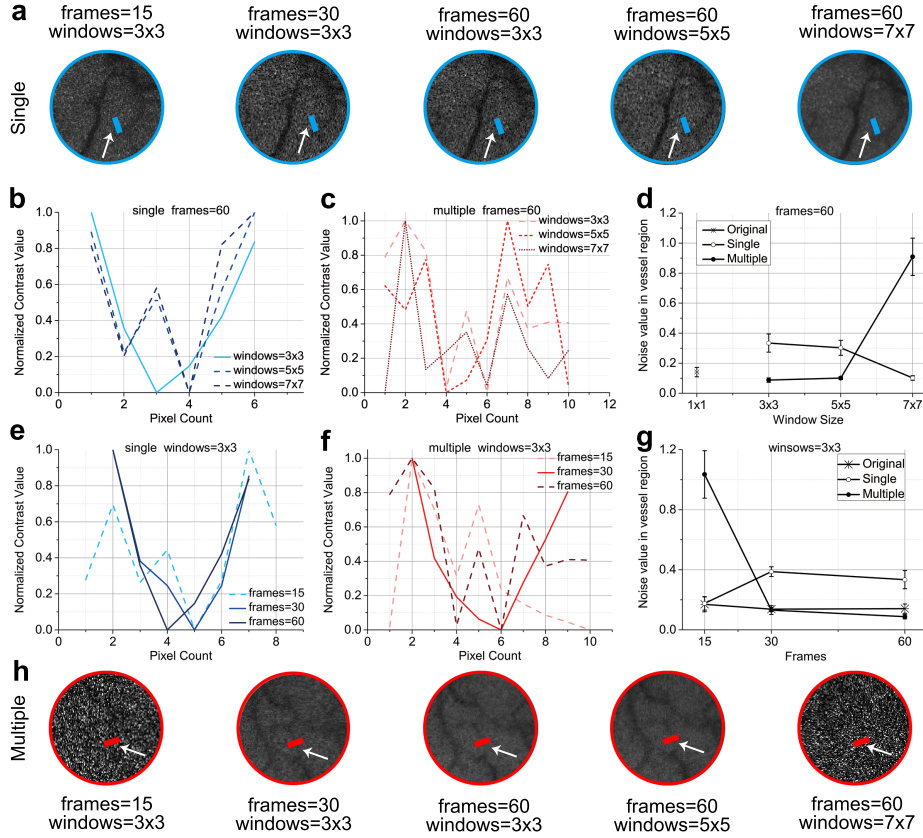 a
frames=15
windows=3x3
frames=30
windows=3x3
frames=60
windows=3x3
frames=60
windows=5x5
frames=60
windows=7x7
Single
b
single frames=60
Normalized Contrast Value
1.0
0.8
0.6
0.4
0.2
0.0
windows=3x3
windows=5x5
windows=7x7
0 2 4 6
Pixel Count
c
multiple frames=60
Normalized Contrast Value
1.0
0.8
0.6
0.4
0.2
0.0
windows=3x3
windows=5x5
windows=7x7
0 2 4 6 8 10 12
Pixel Count
d
frames=60
Noise value in vessel region
1.2
1.0
0.8
0.6
0.4
0.2
0.0
Original
Single
Multiple
1x1 3x3 5x5 7x7
Window Size
e
single windows=3x3
Normalized Contrast Value
1.0
0.8
0.6
0.4
0.2
0.0
frames=15
frames=30
frames=60
0 2 4 6 8
Pixel Count
f
multiple windows=3x3
Normalized Contrast Value
1.0
0.8
0.6
0.4
0.2
0.0
frames=15
frames=30
frames=60
0 2 4 6 8 10
Pixel Count
g
winsows=3x3
Noise value in vessel region
1.2
0.8
0.4
0.0
Original
Single
Multiple
15 30 60
Frames
h
Multiple
frames=15
windows=3x3
frames=30
windows=3x3
frames=60
windows=3x3
frames=60
windows=5x5
frames=60
windows=7x7